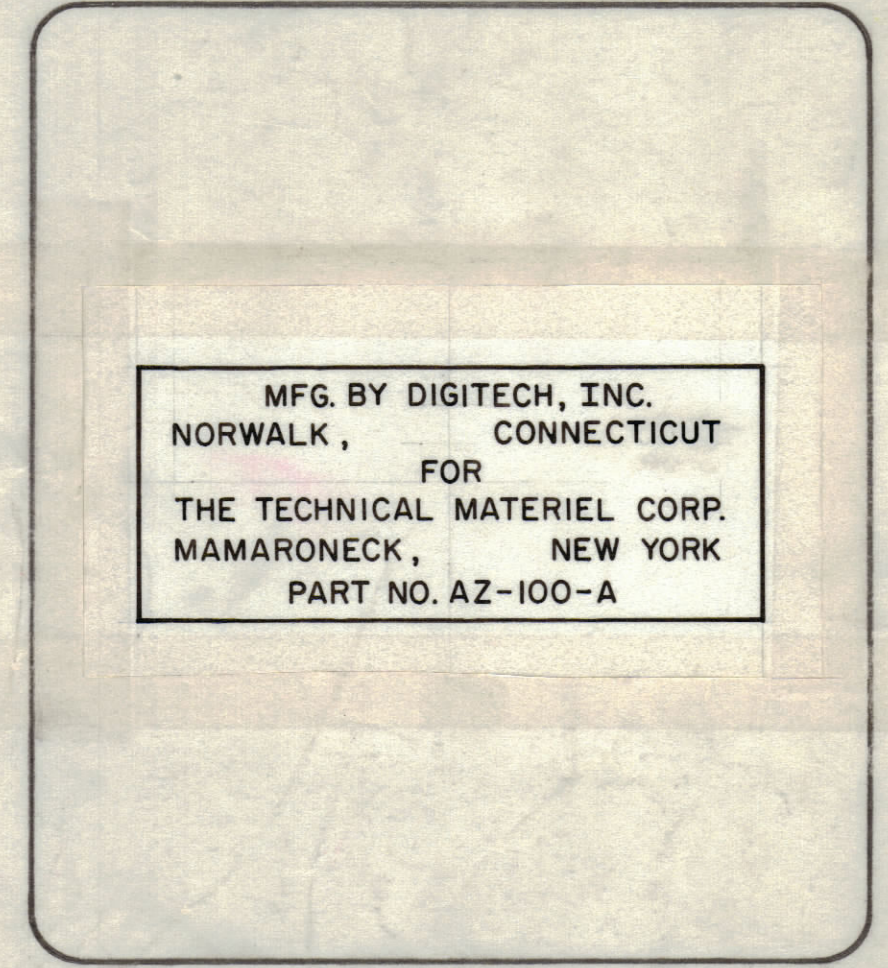 MFG. BY DIGITECH, INC.
NORWALK, CONNECTICUT
FOR
THE TECHNICAL MATERIEL CORP.
MAMARONECK, NEW YORK
PART NO. AZ-100-A